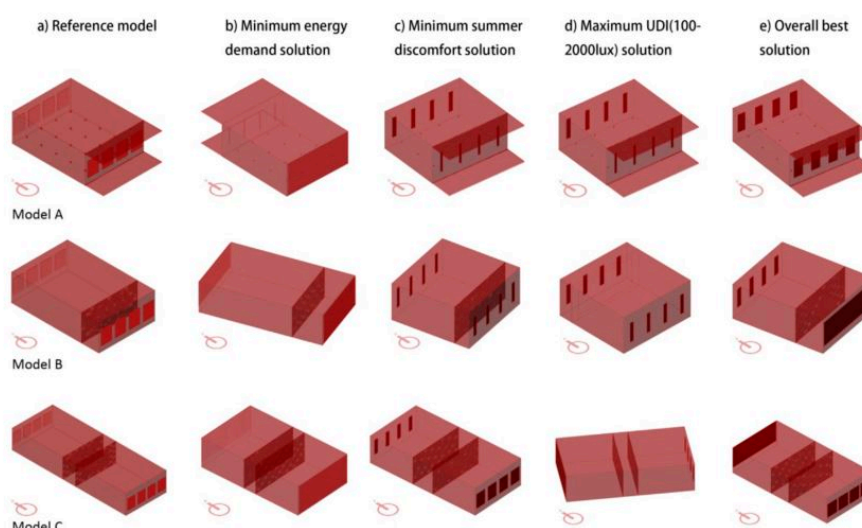 a) Reference model
b) Minimum energy
demand solution
c) Minimum summer
discomfort solution
d) Maximum UDI(100-
2000lux) solution
e) Overall best
solution
Model A
Model B
Model C